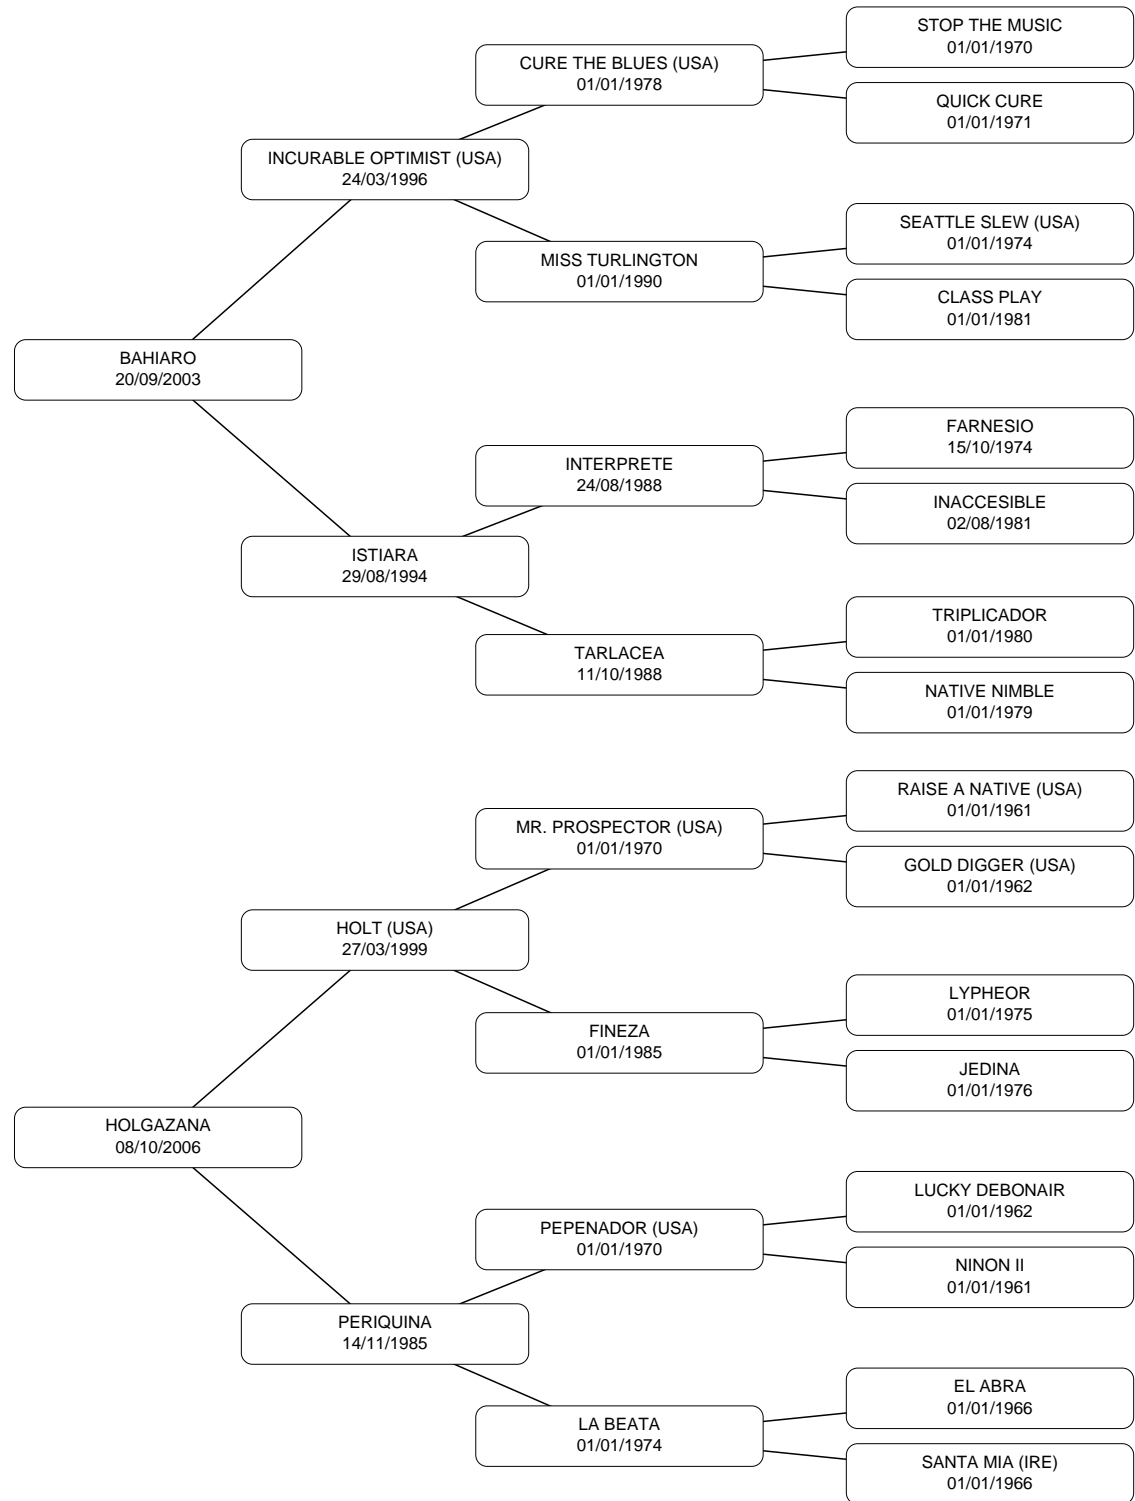 STOP THE MUSIC
01/01/1970
CURE THE BLUES (USA)
01/01/1978
QUICK CURE
01/01/1971
INCURABLE OPTIMIST (USA)
24/03/1996
SEATTLE SLEW (USA)
01/01/1974
MISS TURLINGTON
01/01/1990
CLASS PLAY
01/01/1981
BAHIARO
20/09/2003
FARNESIO
15/10/1974
INTERPRETE
24/08/1988
INACCESIBLE
02/08/1981
ISTIARA
29/08/1994
TRIPLICADOR
01/01/1980
TARLACEA
11/10/1988
NATIVE NIMBLE
01/01/1979
RAISE A NATIVE (USA)
01/01/1961
MR. PROSPECTOR (USA)
01/01/1970
GOLD DIGGER (USA)
01/01/1962
HOLT (USA)
27/03/1999
LYPHEOR
01/01/1975
FINEZA
01/01/1985
JEDINA
01/01/1976
HOLGAZANA
08/10/2006
LUCKY DEBONAIR
01/01/1962
PEPENADOR (USA)
01/01/1970
NINON II
01/01/1961
PERIQUINA
14/11/1985
EL ABRA
01/01/1966
LA BEATA
01/01/1974
SANTA MIA (IRE)
01/01/1966